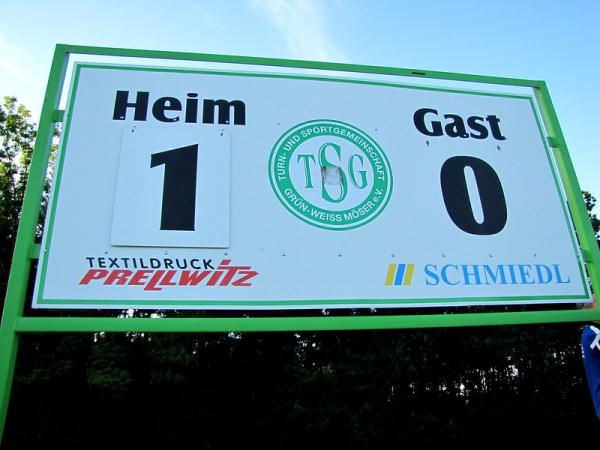 Heim
Gast
1
0
TURN- UND SPORTGEMEINSCHAFT
TSG
GRÜN-WEISS MÖSER e.V.
TEXTILDRUCK
PRELLWITZ
SCHMIEDL